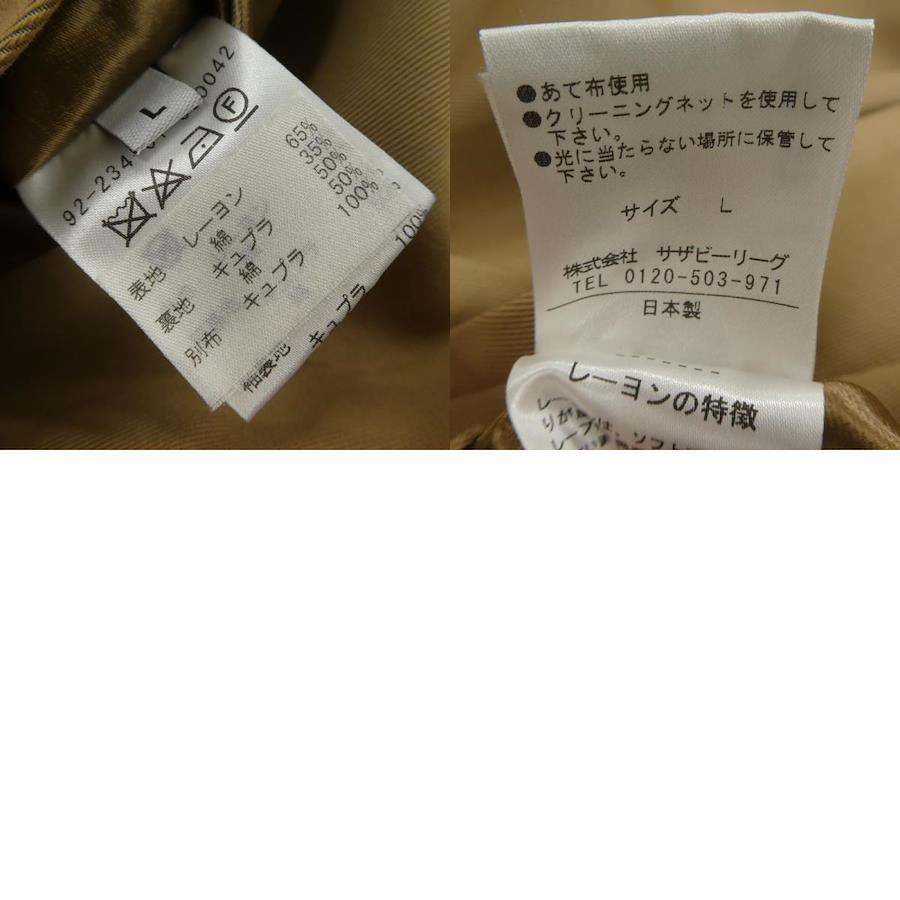 L
92-234
0042
表地 レーヨン 65%
綿 35%
裏地 キュプラ 50%
綿 50%
別布 キュプラ 100%
袖裏地 キュプラ 100%
●あて布使用
●クリーニングネットを使用して
下さい。
●光に当たらない場所に保管して
下さい。
サイズ L
株式会社 サザビーリーグ
TEL 0120-503-971
日本製
レーヨンの特徴